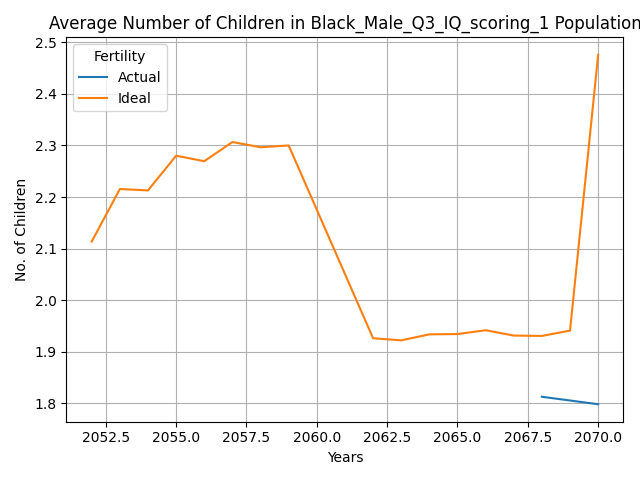 Average Number of Children in Black_Male_Q3_IQ_scoring_1 Population
Fertility
Actual
Ideal
No. of Children
2.5
2.4
2.3
2.2
2.1
2.0
1.9
1.8
2052.5 2055.0 2057.5 2060.0 2062.5 2065.0 2067.5 2070.0
Years